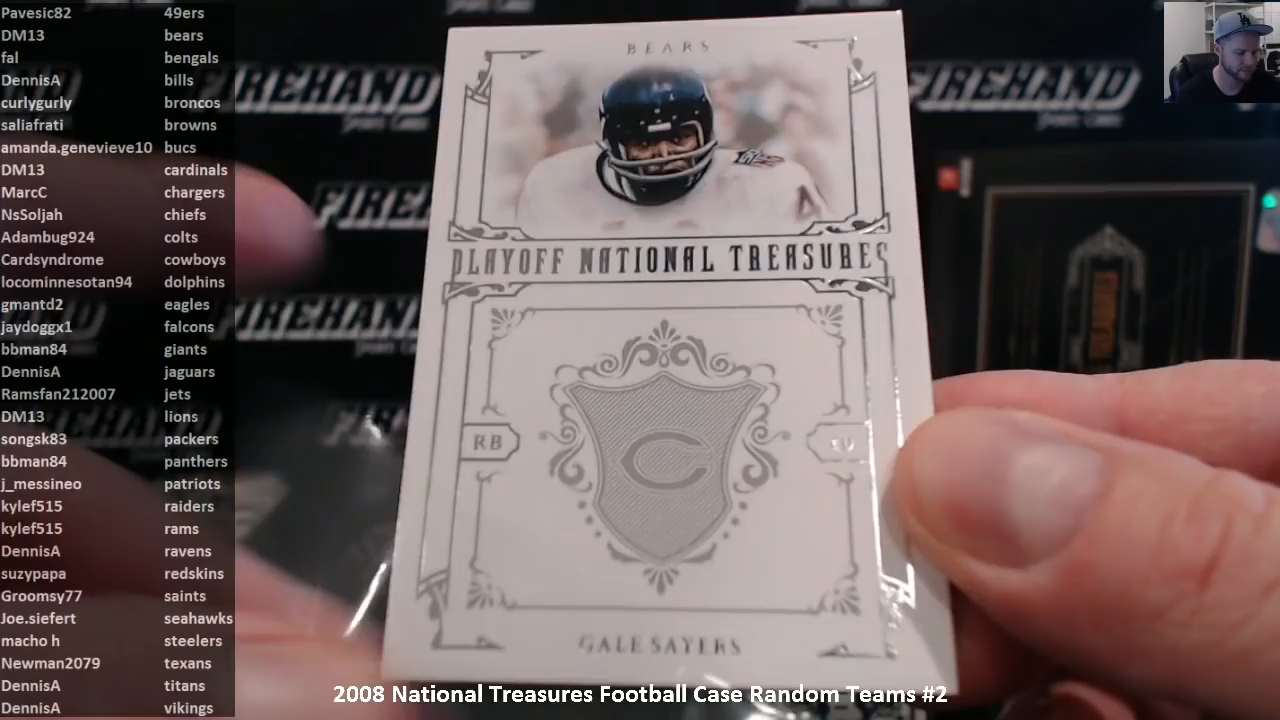 Pavesic82 49ers
DM13 bears
fal bengals
DennisA bills
curlygurly broncos
saliafrati browns
amanda.genevieve10 bucs
DM13 cardinals
MarcC chargers
NsSoljah chiefs
Adambug924 colts
Cardsyndrome cowboys
locominnesotan94 dolphins
gmantd2 eagles
jaydoggx1 falcons
bbman84 giants
DennisA jaguars
Ramsfan212007 jets
DM13 lions
songsk83 packers
bbman84 panthers
j_messineo patriots
kylef515 raiders
kylef515 rams
DennisA ravens
suzypapa redskins
Groomsy77 saints
Joe.siefert seahawks
macho h steelers
Newman2079 texans
DennisA titans
DennisA vikings
FIREHAND
FIREHAND
BEARS
PLAYOFF NATIONAL TREASURES
RB
C
GALE SAYERS
2008 National Treasures Football Case Random Teams #2